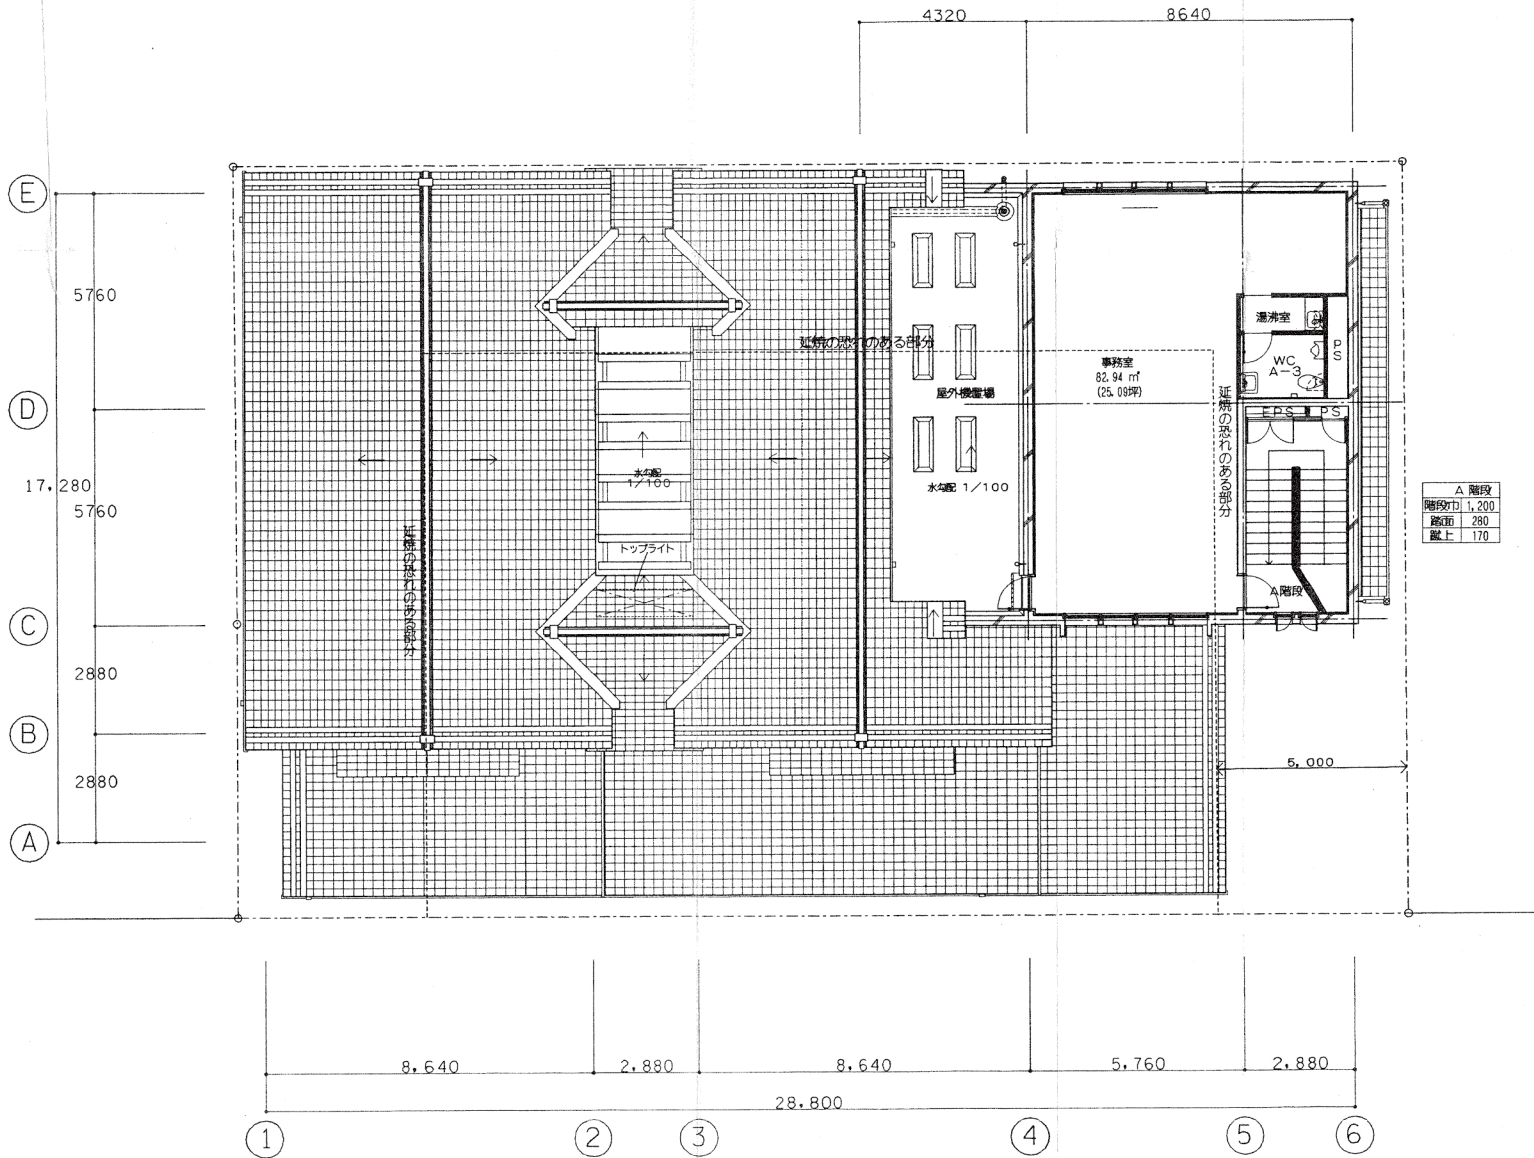 4320
8640
E
5760
延焼の恐れのある部分
湯沸室
PS
事務室
82.94 ㎡
(25.09坪)
WC
A-3
D
屋外機置場
EPS
PS
延焼の恐れのある部分
水勾配
1/100
水勾配 1/100
17,280
5760
A 階段
階段巾 1,200
踏面 280
蹴上 170
延焼の恐れのある部分
トップライト
A階段
C
2880
B
2880
5,000
A
8,640
2,880
8,640
5,760
2,880
28,800
1
2
3
4
5
6